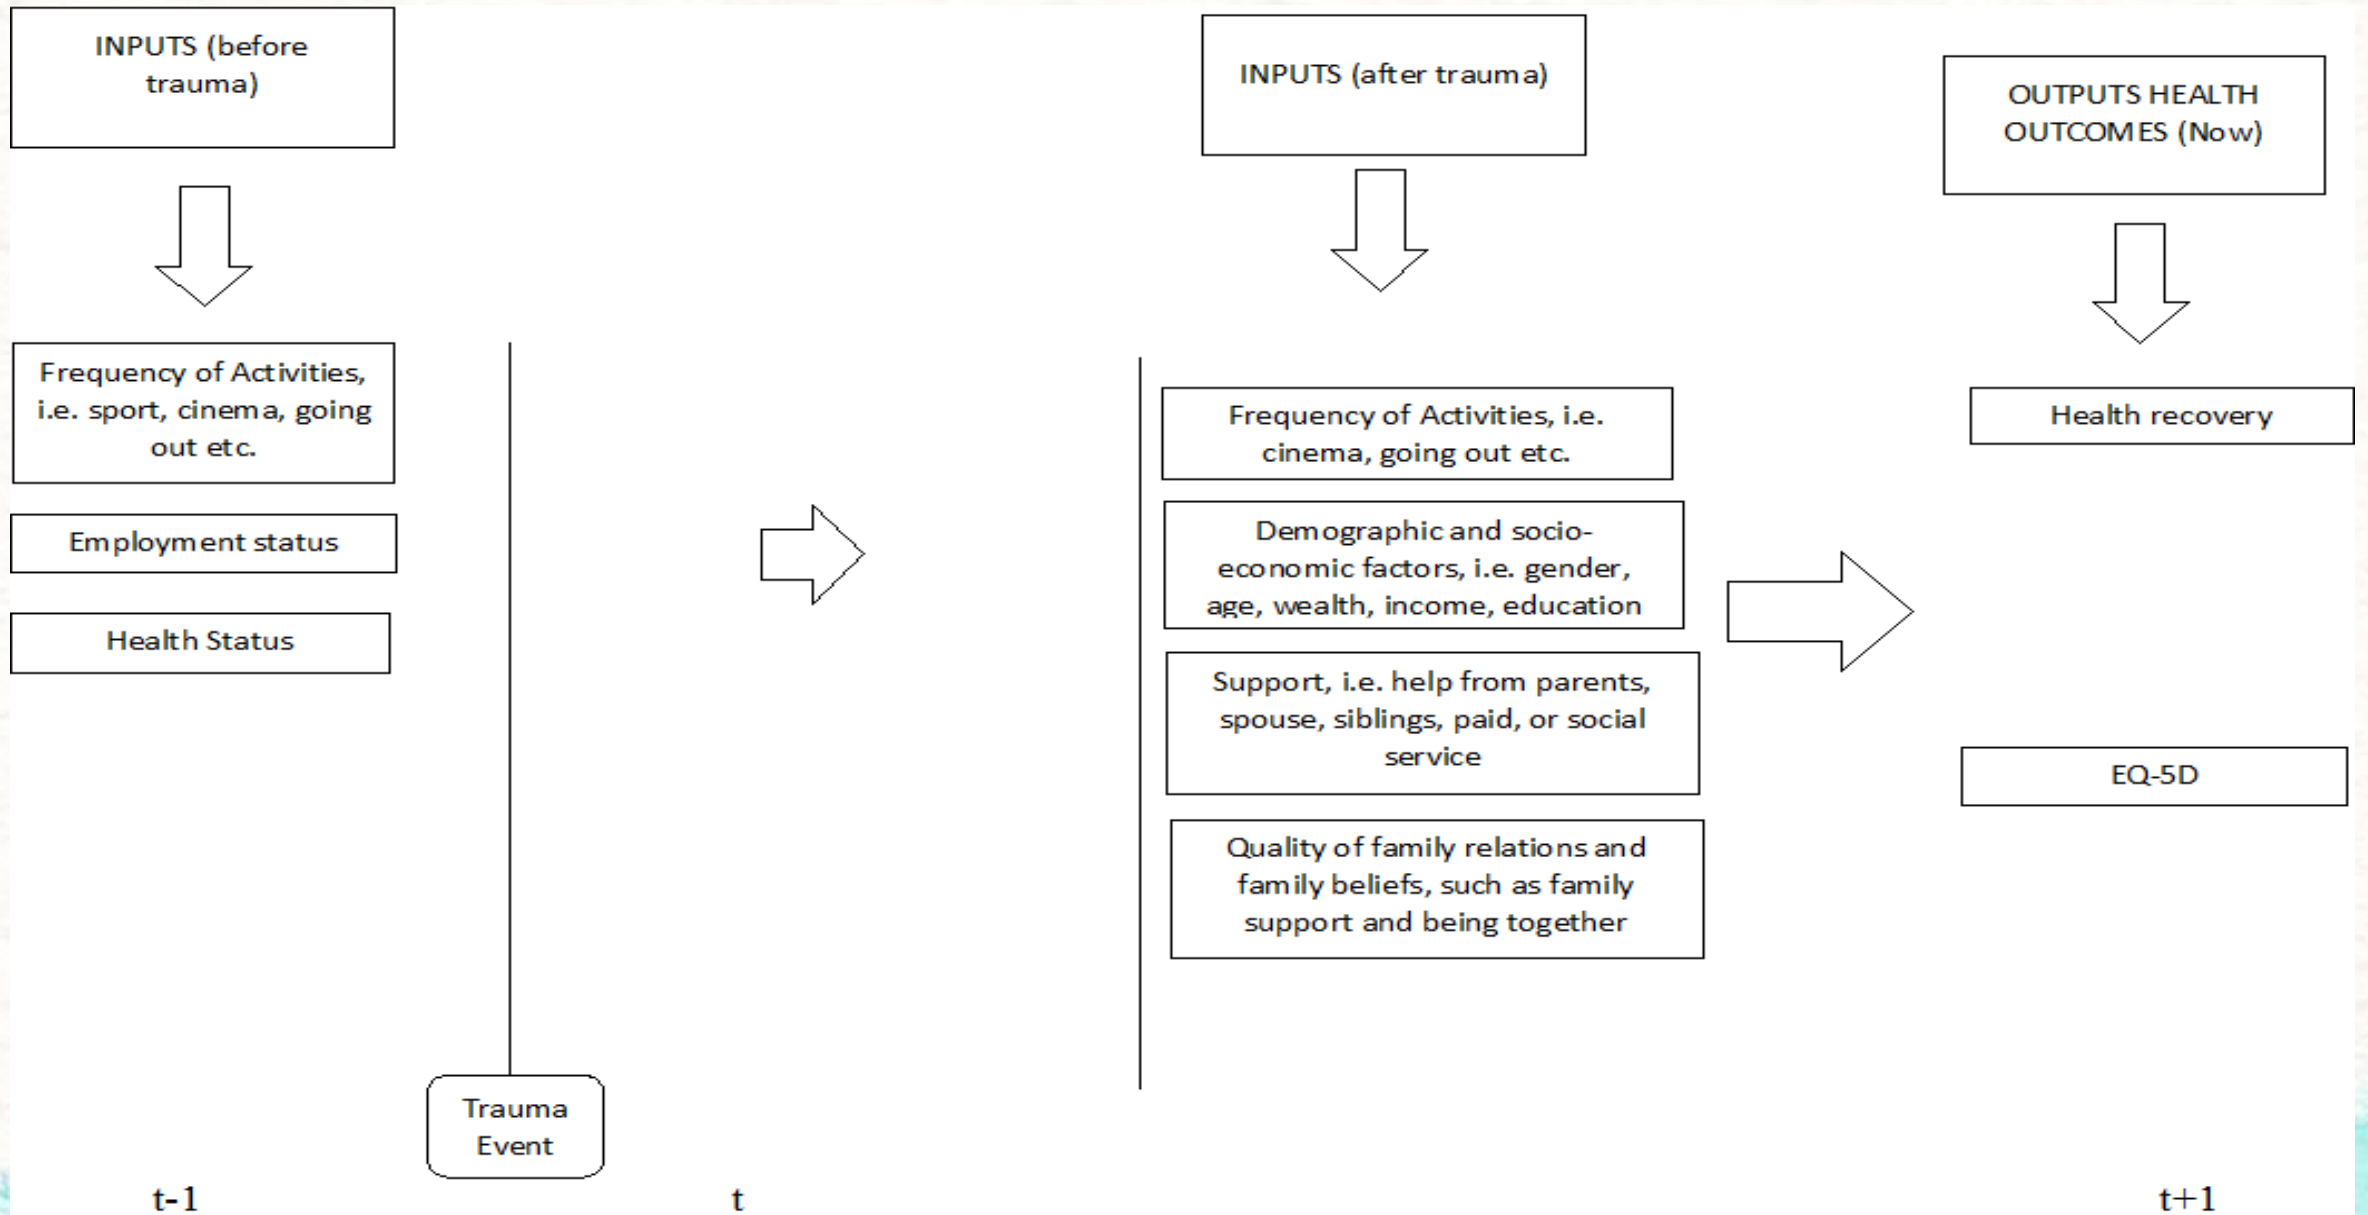 INPUTS (before
trauma)
INPUTS (after trauma)
OUTPUTS HEALTH
OUTCOMES (Now)
Frequency of Activities,
i.e. sport, cinema, going
out etc.
Employment status
Health Status
Frequency of Activities, i.e.
cinema, going out etc.
Demographic and socio-
economic factors, i.e. gender,
age, wealth, income, education
Support, i.e. help from parents,
spouse, siblings, paid, or social
service
Quality of family relations and
family beliefs, such as family
support and being together
Health recovery
EQ-5D
Trauma
Event
t-1
t
t+1